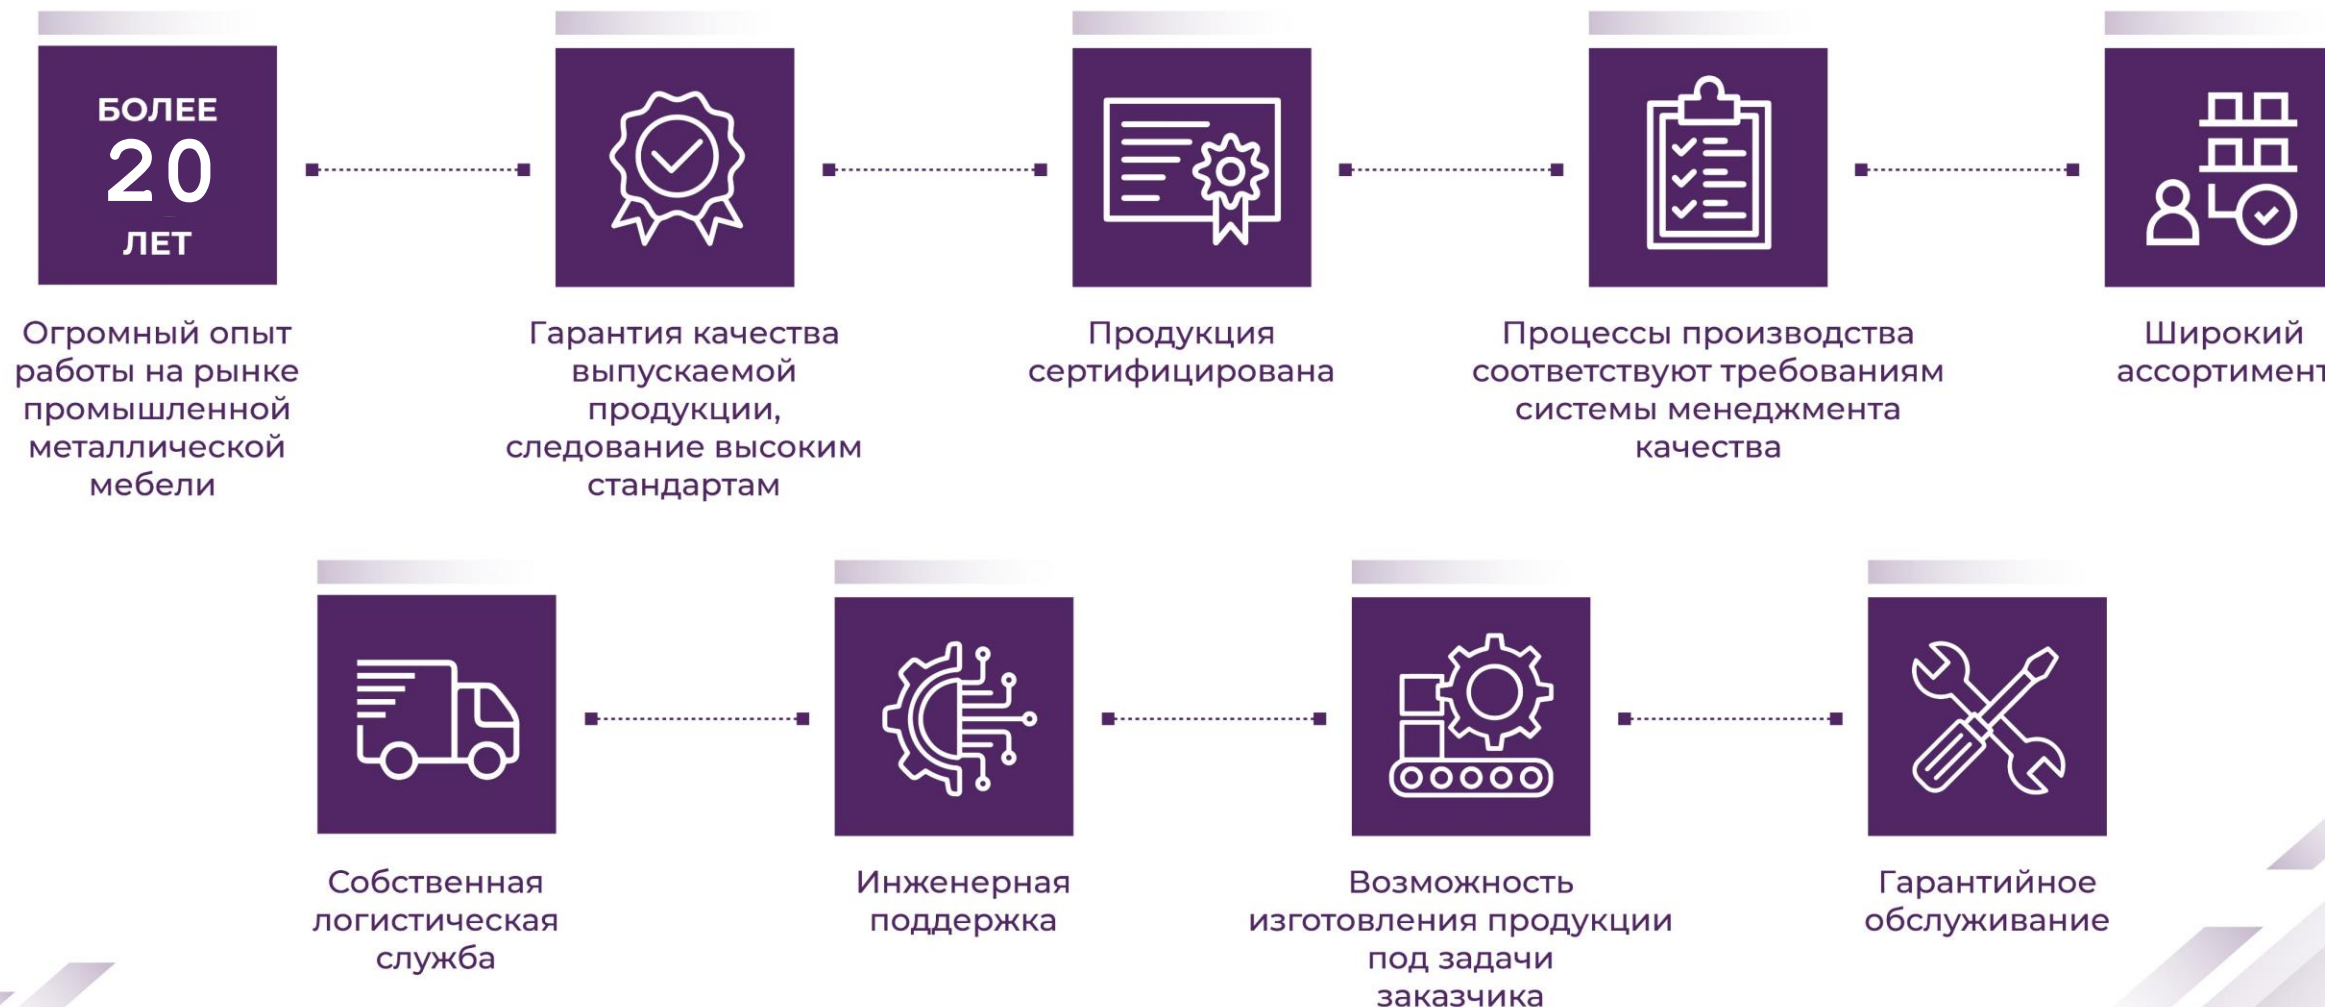 БОЛЕЕ
20
ЛЕТ
Огромный опыт
работы на рынке
промышленной
металлической
мебели
Гарантия качества
выпускаемой
продукции,
следование высоким
стандартам
Продукция
сертифицирована
Процессы производства
соответствуют требованиям
системы менеджмента
качества
Широкий
ассортимент
Собственная
логистическая
служба
Инженерная
поддержка
Возможность
изготовления продукции
под задачи
заказчика
Гарантийное
обслуживание